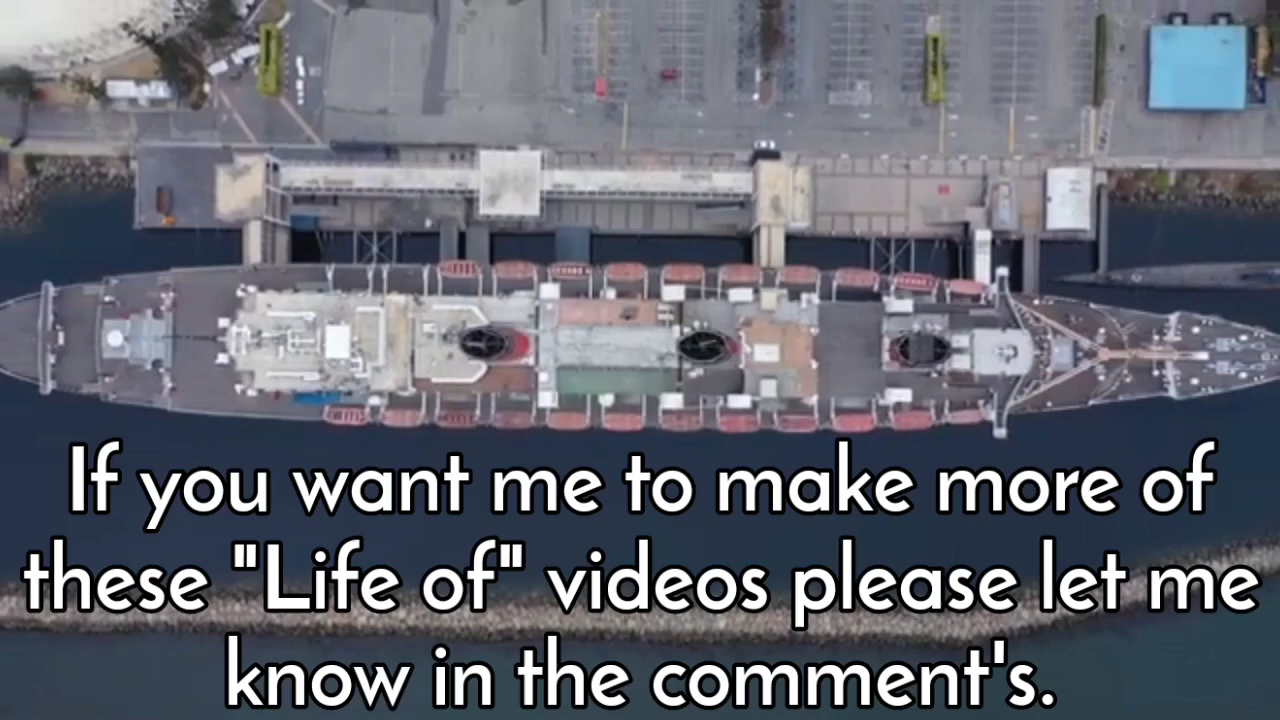 If you want me to make more of
these "Life of" videos please let me
know in the comment's.